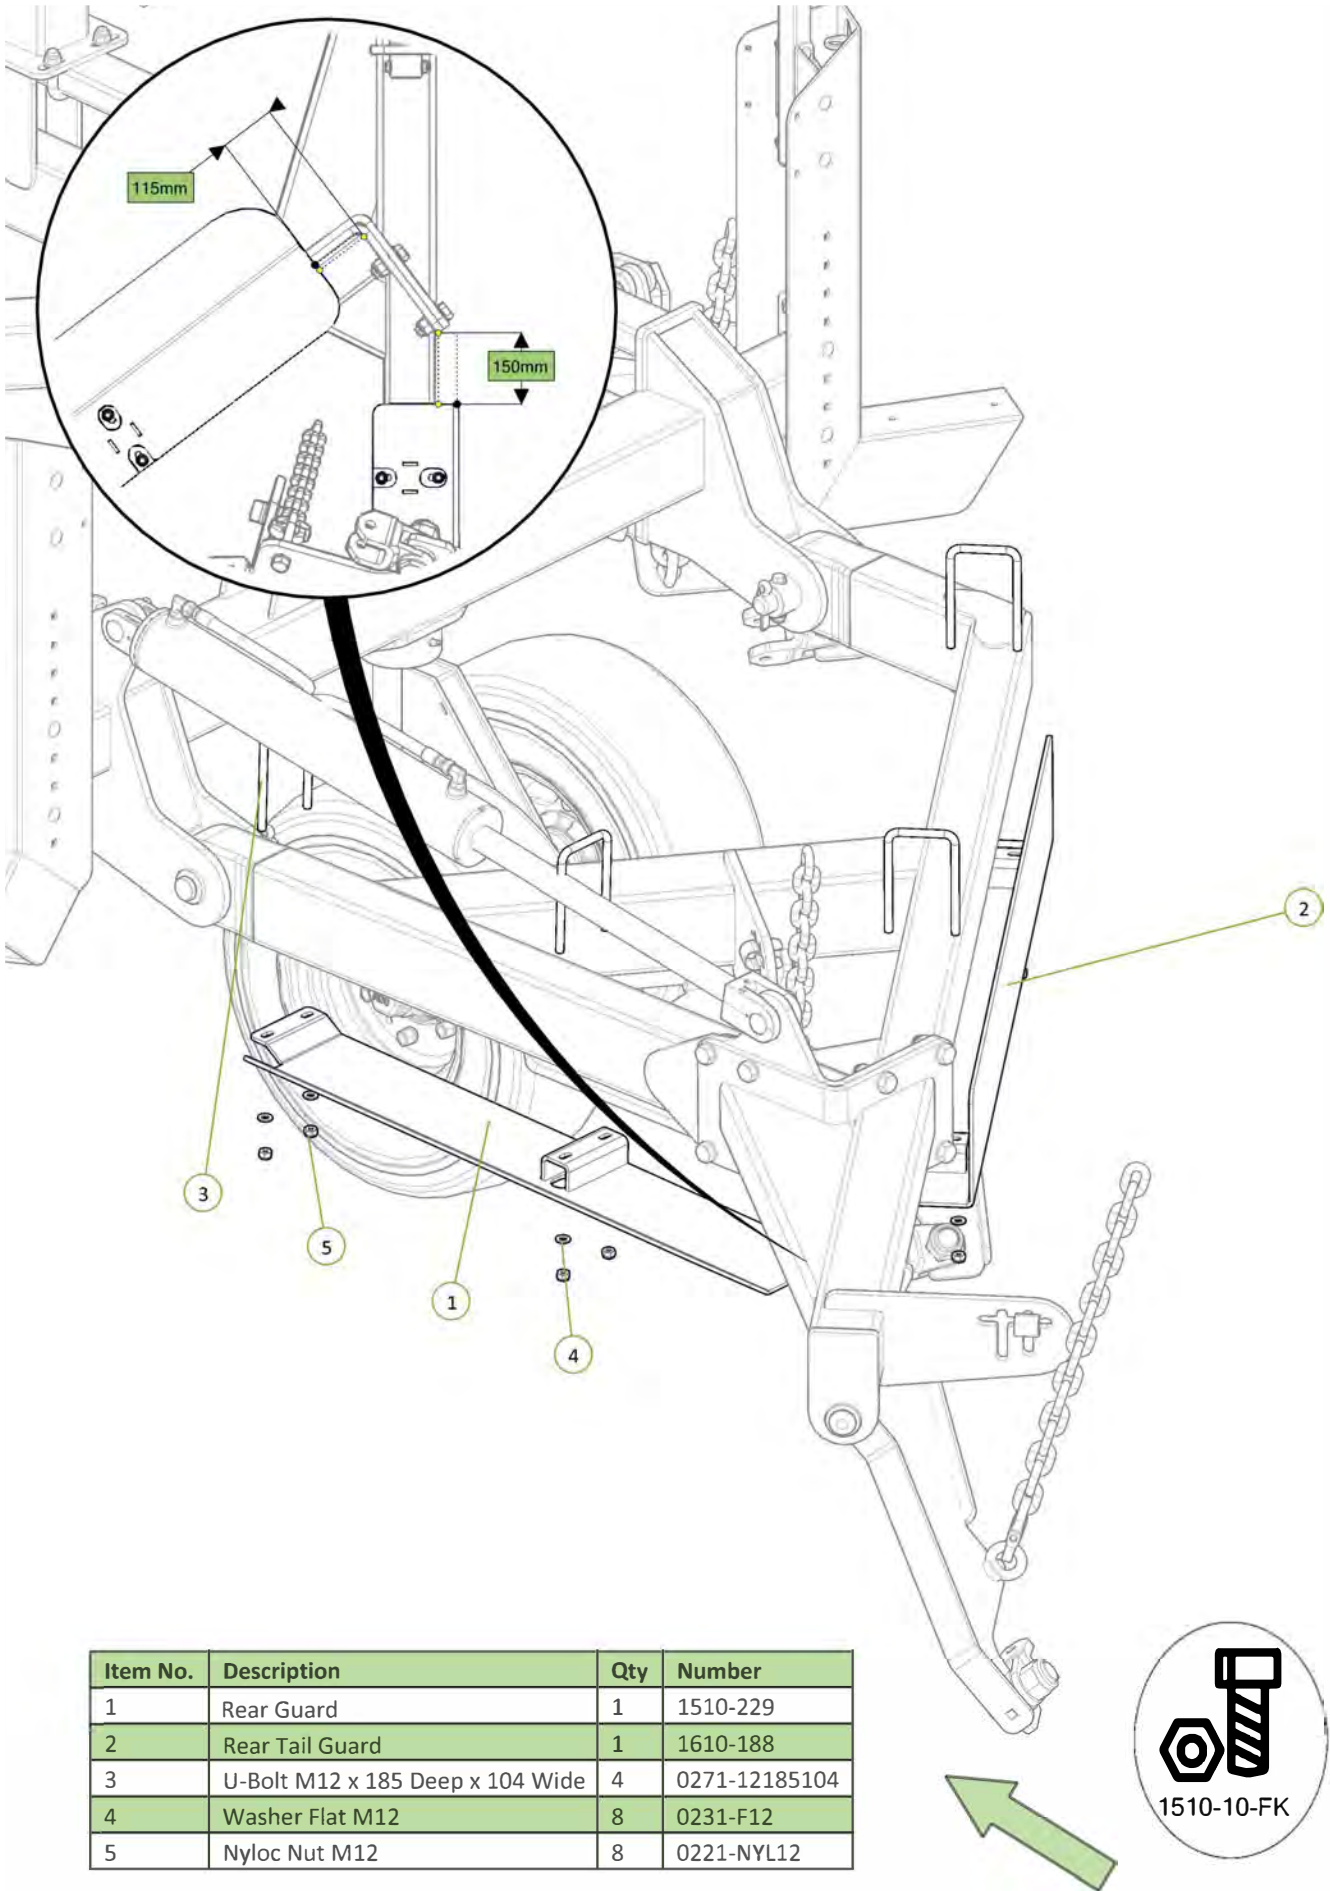 115mm
150mm
2
3
5
1
4
Item No. Description Qty Number
1 Rear Guard 1 1510-229
2 Rear Tail Guard 1 1610-188
3 U-Bolt M12 x 185 Deep x 104 Wide 4 0271-12185104
4 Washer Flat M12 8 0231-F12
5 Nyloc Nut M12 8 0221-NYL12
1510-10-FK